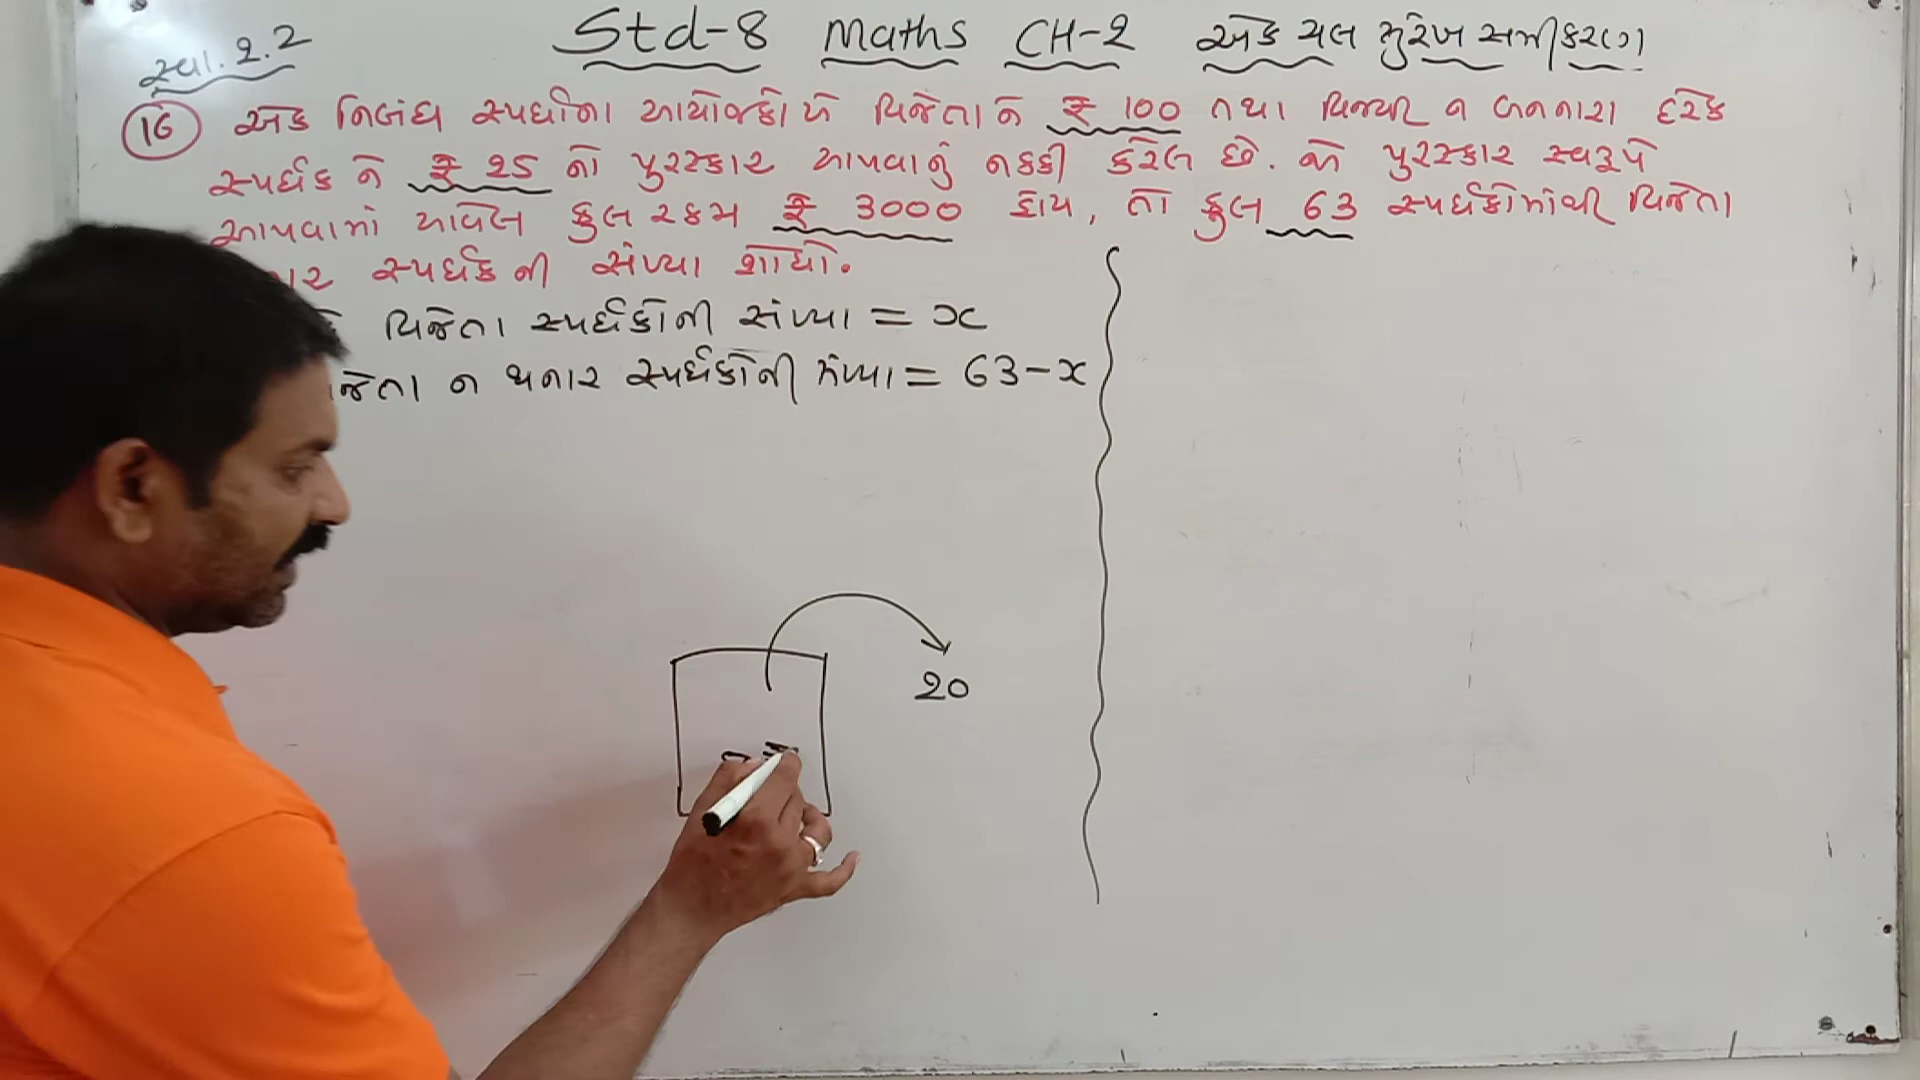 Std-8 Maths CH-2 એક ચલ સુરેખ સમીકરણ
સ્વા. 2.2
16 એક નિબંધ સ્પર્ધાના આયોજકોએ વિજેતાને ₹ 100 તથા વિજયી ન બનનારા દરેક
સ્પર્ધકને ₹ 25 નો પુરસ્કાર આપવાનું નક્કી કરેલ છે. જો પુરસ્કાર સ્વરૂપે
આપવામાં આવેલ કુલ રકમ ₹ 3000 હોય, તો કુલ 63 સ્પર્ધકોમાંથી વિજેતા
નાર સ્પર્ધકની સંખ્યા શોધો.
વિજેતા સ્પર્ધકોની સંખ્યા = x
જેતા ન થનાર સ્પર્ધકોની સંખ્યા = 63-x
20